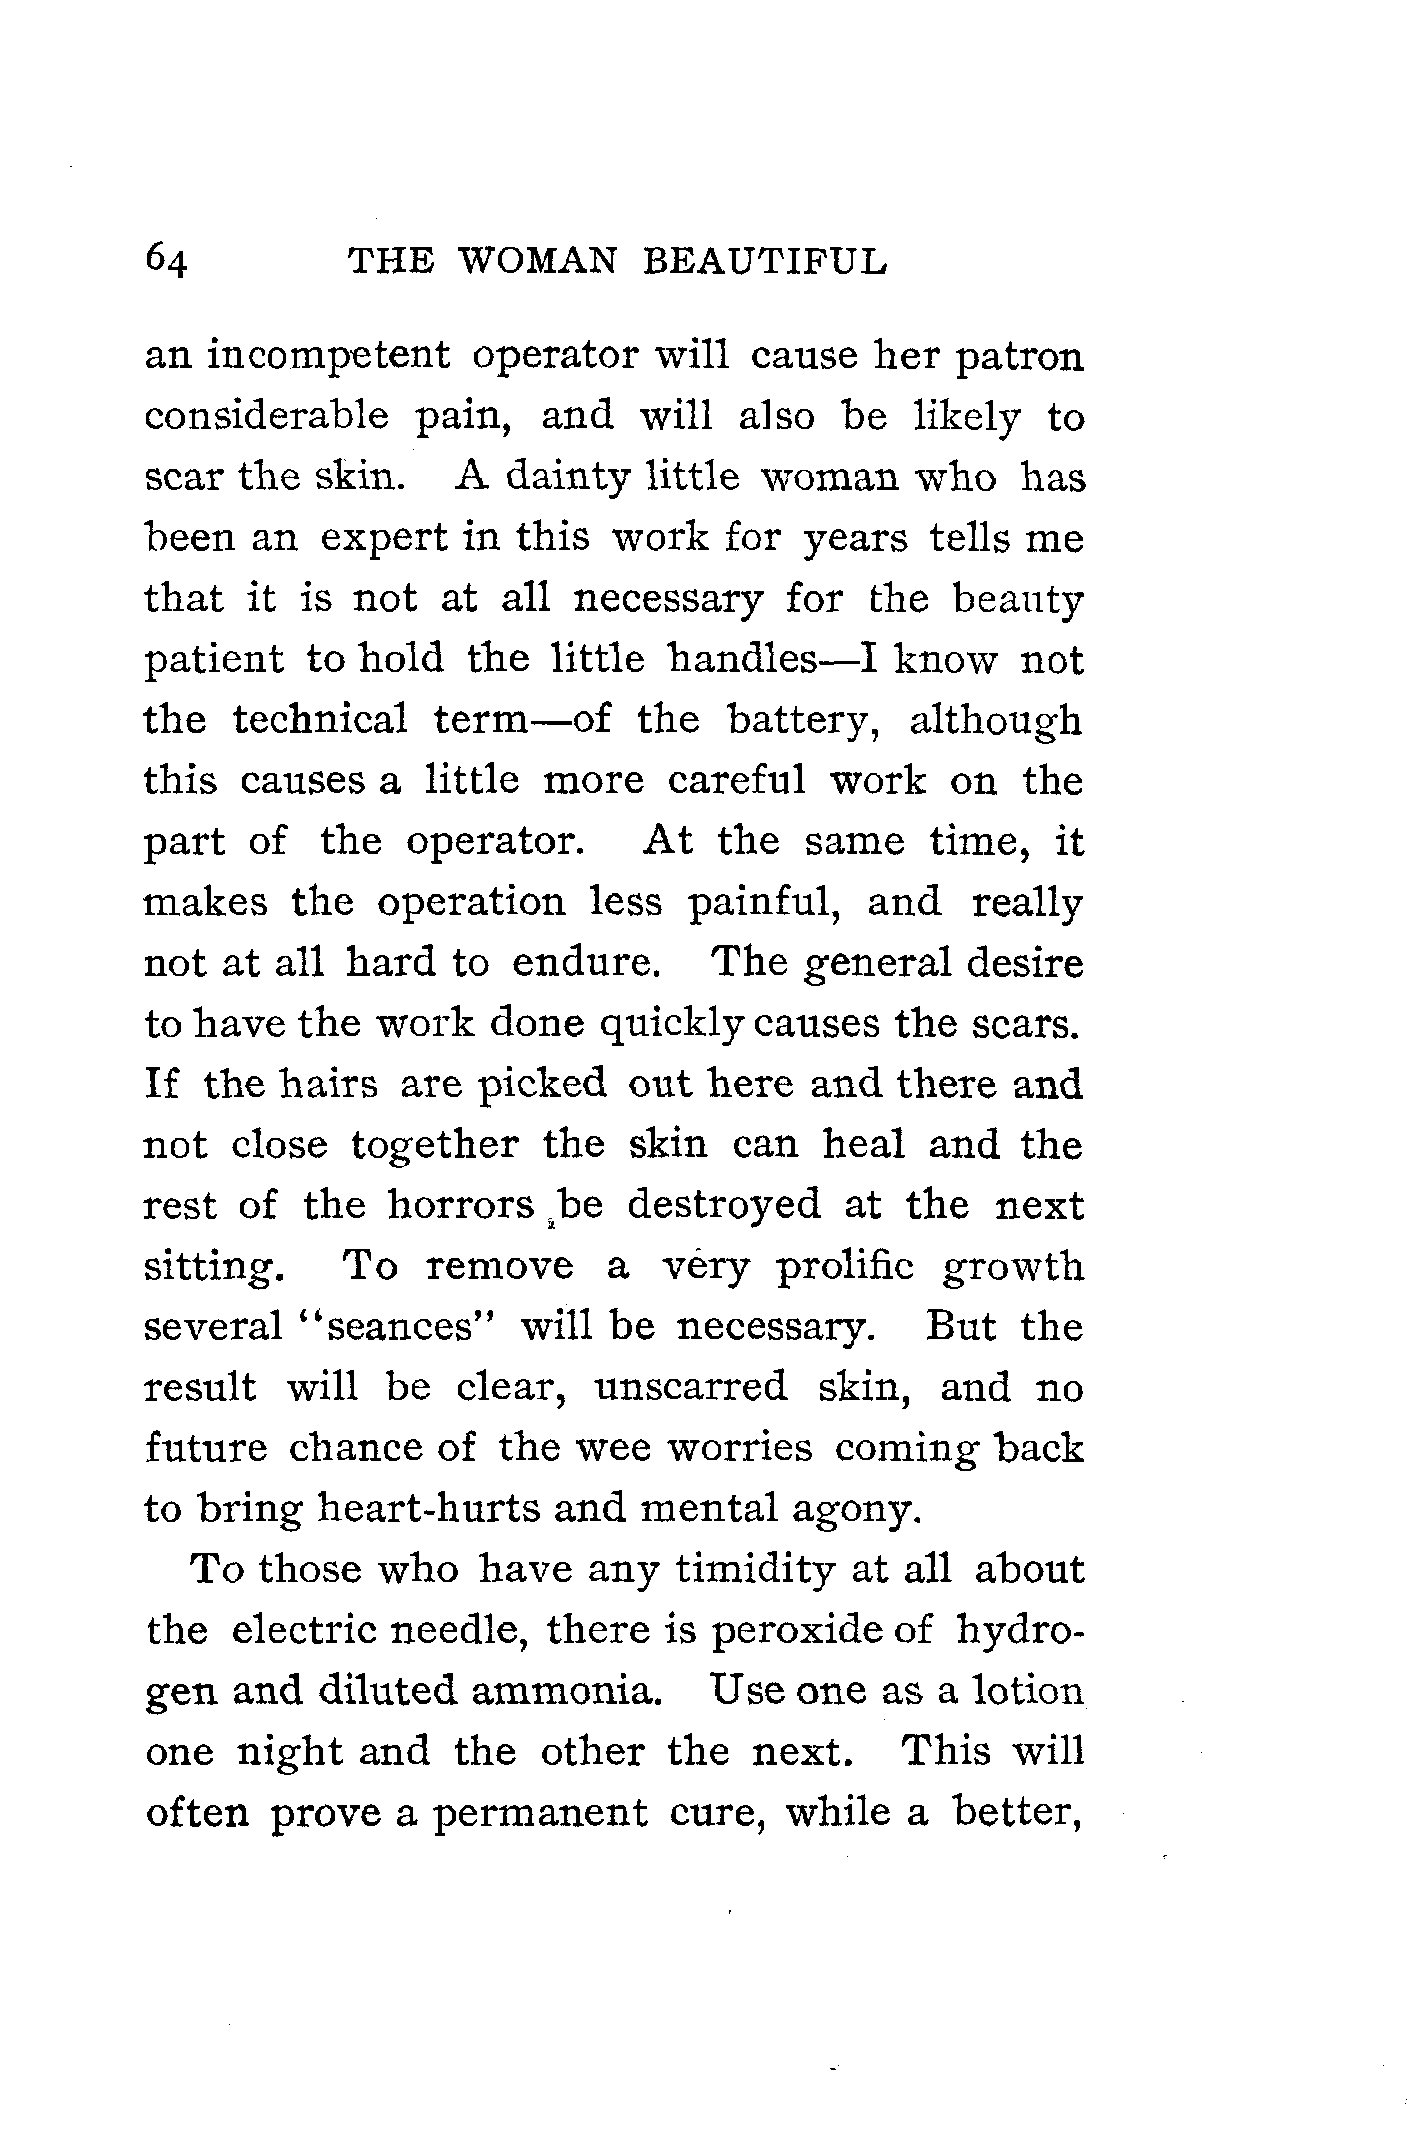 64 THE WOMAN BEAUTIFUL
an incompetent operator will cause her patron
considerable pain, and will also be likely to
scar the skin. A dainty little woman who has
been an expert in this work for years tells me
that it is not at all necessary for the beauty
patient to hold the little handles—I know not
the technical term—of the battery, although
this causes a little more careful work on the
part of the operator. At the same time, it
makes the operation less painful, and really
not at all hard to endure. The general desire
to have the work done quickly causes the scars.
If the hairs are picked out here and there and
not close together the skin can heal and the
rest of the horrors be destroyed at the next
sitting. To remove a very prolific growth
several "seances" will be necessary. But the
result will be clear, unscarred skin, and no
future chance of the wee worries coming back
to bring heart-hurts and mental agony.
To those who have any timidity at all about
the electric needle, there is peroxide of hydro-
gen and diluted ammonia. Use one as a lotion
one night and the other the next. This will
often prove a permanent cure, while a better,